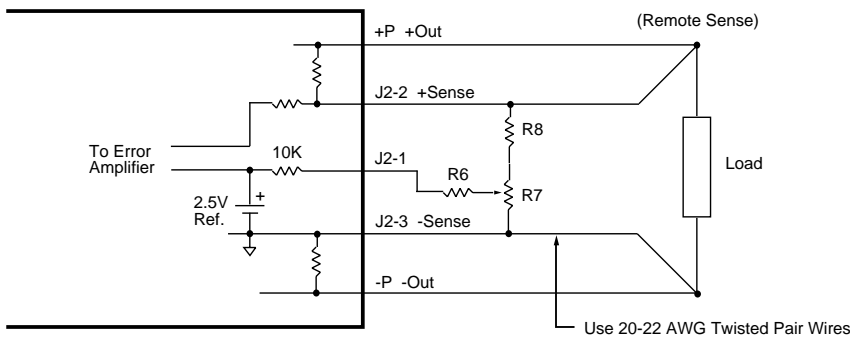 (Remote Sense)
+P +Out
J2-2 +Sense
R8
To Error
Amplifier
10K
J2-1
R6
R7
Load
2.5V
Ref.
+
J2-3 -Sense
-P -Out
Use 20-22 AWG Twisted Pair Wires